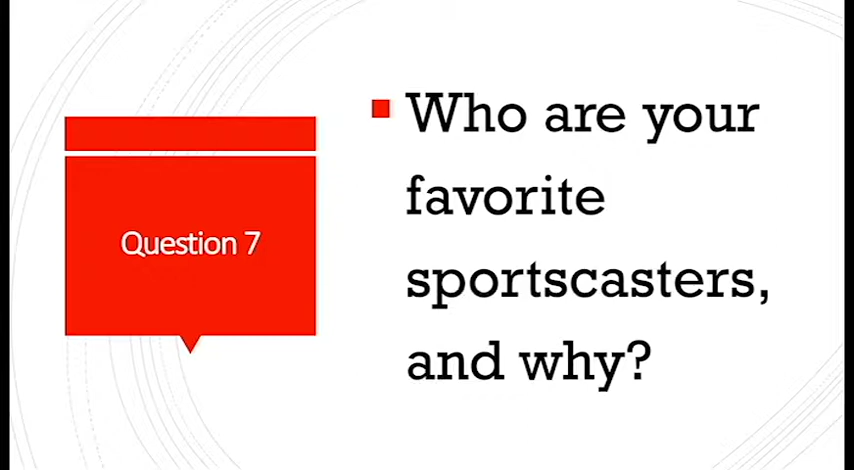 Question 7
Who are your
favorite
sportscasters,
and why?